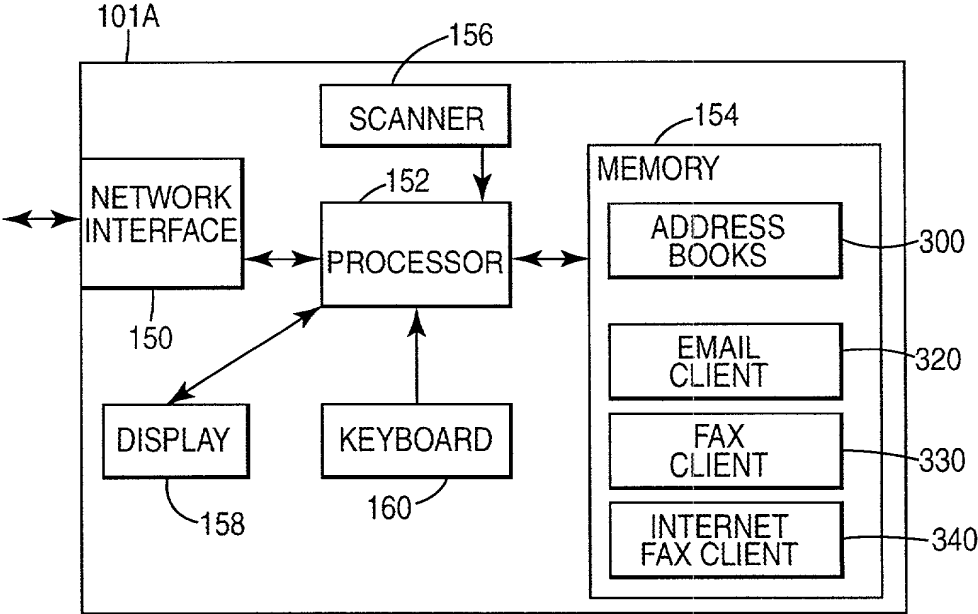 101A
156
SCANNER
154
MEMORY
NETWORK
INTERFACE
152
PROCESSOR
ADDRESS
BOOKS
300
150
EMAIL
CLIENT
320
DISPLAY
KEYBOARD
FAX
CLIENT
330
158
160
INTERNET
FAX CLIENT
340